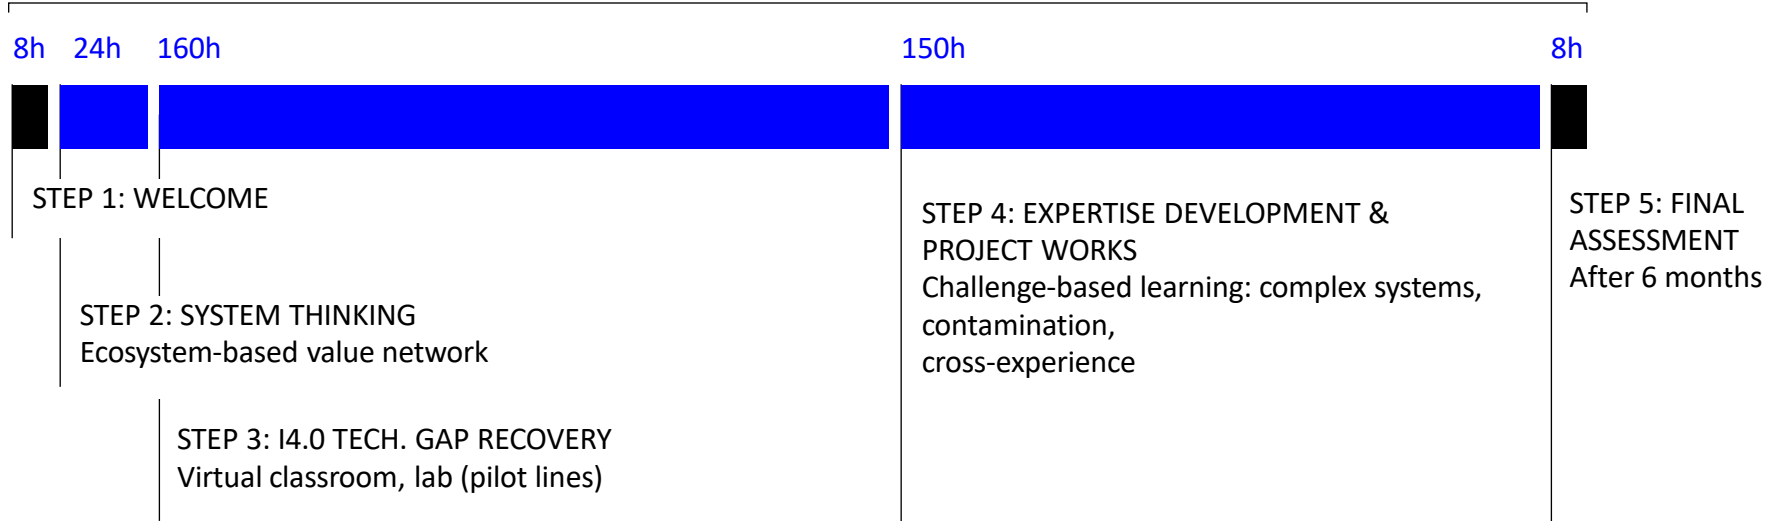 8h 24h 160h 150h 8h
STEP 1: WELCOME
STEP 2: SYSTEM THINKING
Ecosystem-based value network
STEP 3: I4.0 TECH. GAP RECOVERY
Virtual classroom, lab (pilot lines)
STEP 4: EXPERTISE DEVELOPMENT &
PROJECT WORKS
Challenge-based learning: complex systems,
contamination,
cross-experience
STEP 5: FINAL
ASSESSMENT
After 6 months